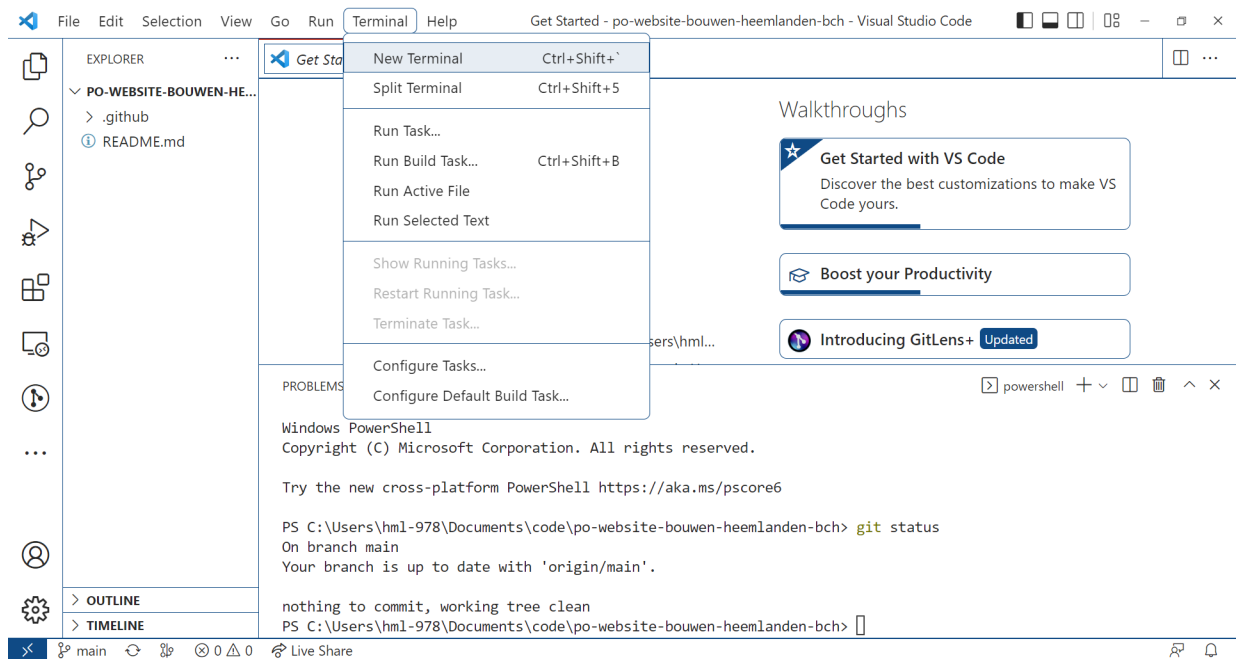 File Edit Selection View Go Run Terminal Help Get Started - po-website-bouwen-heemlanden-bch - Visual Studio Code
EXPLORER
PO-WEBSITE-BOUWEN-HE...
.github
README.md
OUTLINE
TIMELINE
Get Sta
New Terminal Ctrl+Shift+`
Split Terminal Ctrl+Shift+5
Run Task...
Run Build Task... Ctrl+Shift+B
Run Active File
Run Selected Text
Show Running Tasks...
Restart Running Task...
Terminate Task...
Configure Tasks...
Configure Default Build Task...
sers\hml...
Walkthroughs
Get Started with VS Code
Discover the best customizations to make VS
Code yours.
Boost your Productivity
Introducing GitLens+ Updated
PROBLEMS
powershell
Windows PowerShell
Copyright (C) Microsoft Corporation. All rights reserved.
Try the new cross-platform PowerShell https://aka.ms/pscore6
PS C:\Users\hml-978\Documents\code\po-website-bouwen-heemlanden-bch> git status
On branch main
Your branch is up to date with 'origin/main'.
nothing to commit, working tree clean
PS C:\Users\hml-978\Documents\code\po-website-bouwen-heemlanden-bch>
main 0 0 Live Share